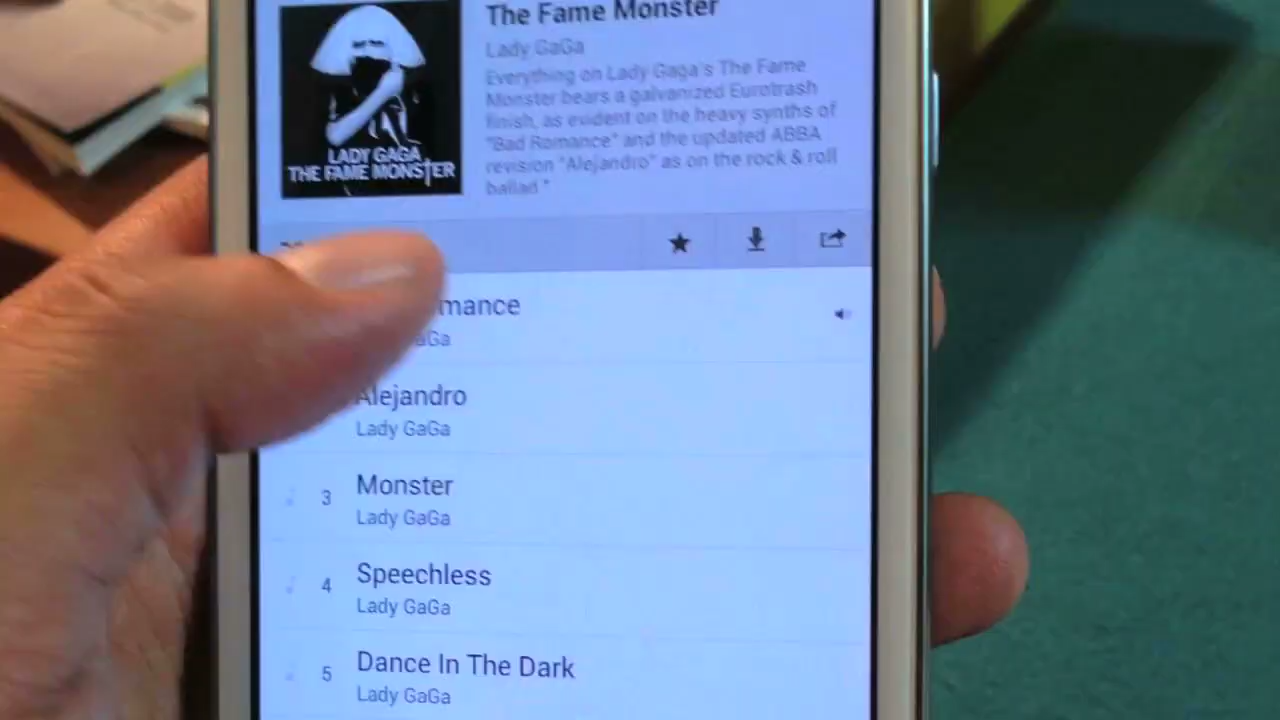 The Fame Monster
Lady GaGa
Everything on Lady Gaga's The Fame
Monster bears a galvanized Eurotrash
finish, as evident on the heavy synths of
"Bad Romance" and the updated ABBA
revision "Alejandro" as on the rock & roll
ballad "
LADY GAGA
THE FAME MONSTER
mance
aGa
Alejandro
Lady GaGa
3 Monster
Lady GaGa
4 Speechless
Lady GaGa
5 Dance In The Dark
Lady GaGa